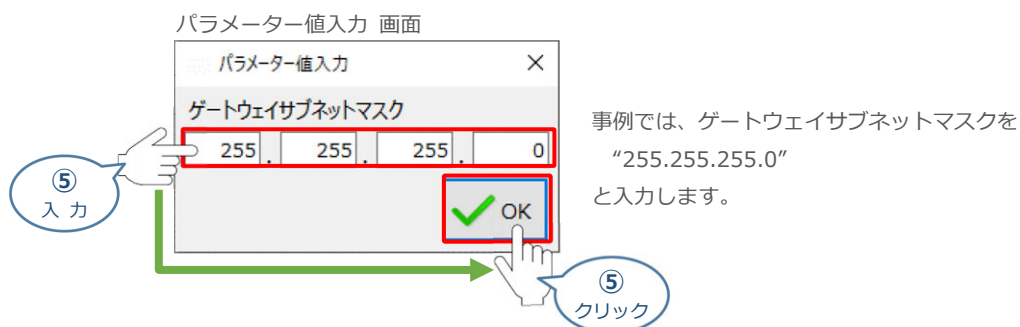 パラメーター値入力 画面
パラメーター値入力 ×
ゲートウェイサブネットマスク
255 . 255 . 255 . 0
OK
⑤
入 力
⑤
クリック
事例では、ゲートウェイサブネットマスクを
“255.255.255.0”
と入力します。